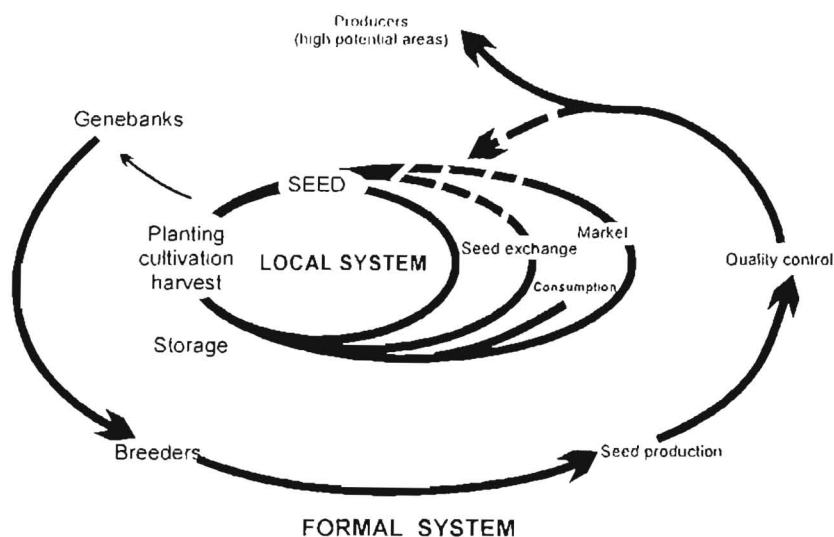 Producers
(high potential areas)
Genebanks
SEED
Planting
cultivation
harvest
LOCAL SYSTEM
Seed exchange
Market
Consumption
Quality control
Storage
Breeders
Seed production
FORMAL SYSTEM